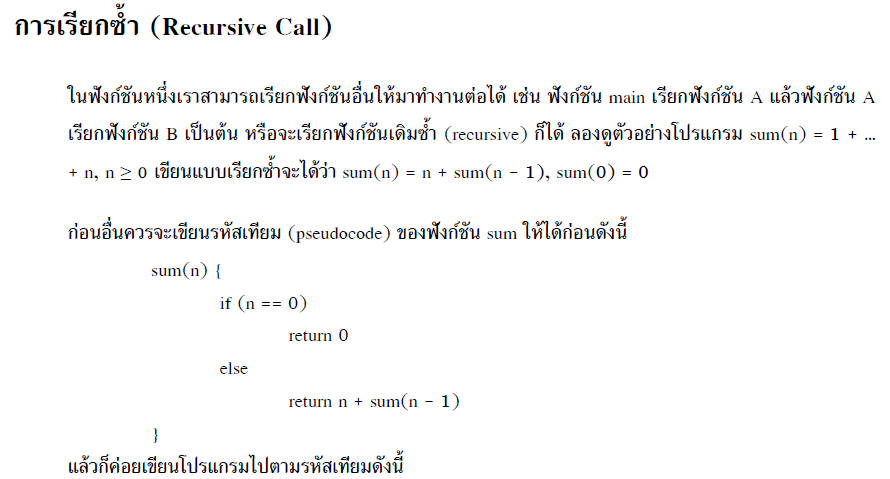 การเรียกซ้ำ (Recursive Call)
ในฟังก์ชันหนึ่งเราสามารถเรียกฟังก์ชันอื่นให้มาทำงานต่อได้ เช่น ฟังก์ชัน main เรียกฟังก์ชัน A แล้วฟังก์ชัน A
เรียกฟังก์ชัน B เป็นต้น หรือจะเรียกฟังก์ชันเดิมซ้ำ (recursive) ก็ได้ ลองดูตัวอย่างโปรแกรม sum(n) = 1 + ...
+ n, n ≥ 0 เขียนแบบเรียกซ้ำจะได้ว่า sum(n) = n + sum(n - 1), sum(0) = 0
ก่อนอื่นควรจะเขียนรหัสเทียม (pseudocode) ของฟังก์ชัน sum ให้ได้ก่อนดังนี้
sum(n) {
if (n == 0)
return 0
else
return n + sum(n - 1)
}
แล้วก็ค่อยเขียนโปรแกรมไปตามรหัสเทียมดังนี้